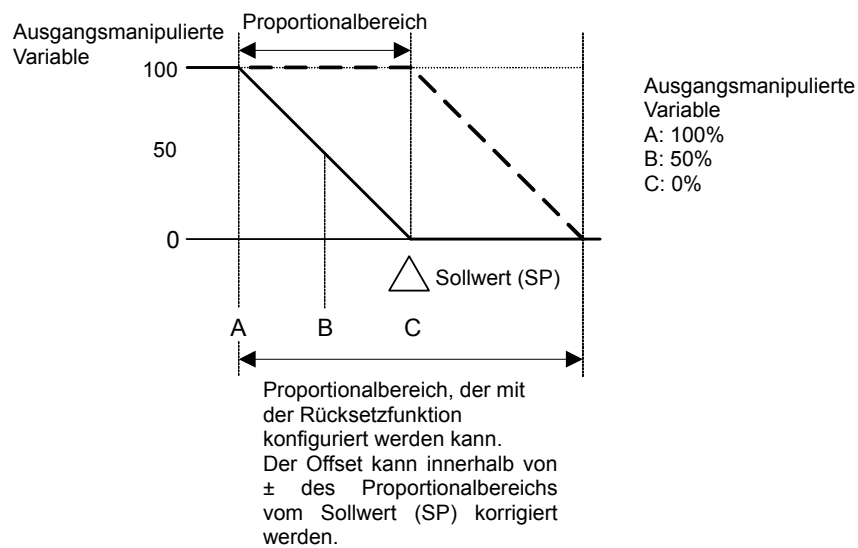 Proportionalbereich
Ausgangsmanipulierte
Variable
100
50
0
Ausgangsmanipulierte
Variable
A: 100%
B: 50%
C: 0%
Sollwert (SP)
A B C
Proportionalbereich, der mit
der Rücksetzfunktion
konfiguriert werden kann.
Der Offset kann innerhalb von
± des Proportionalbereichs
vom Sollwert (SP) korrigiert
werden.